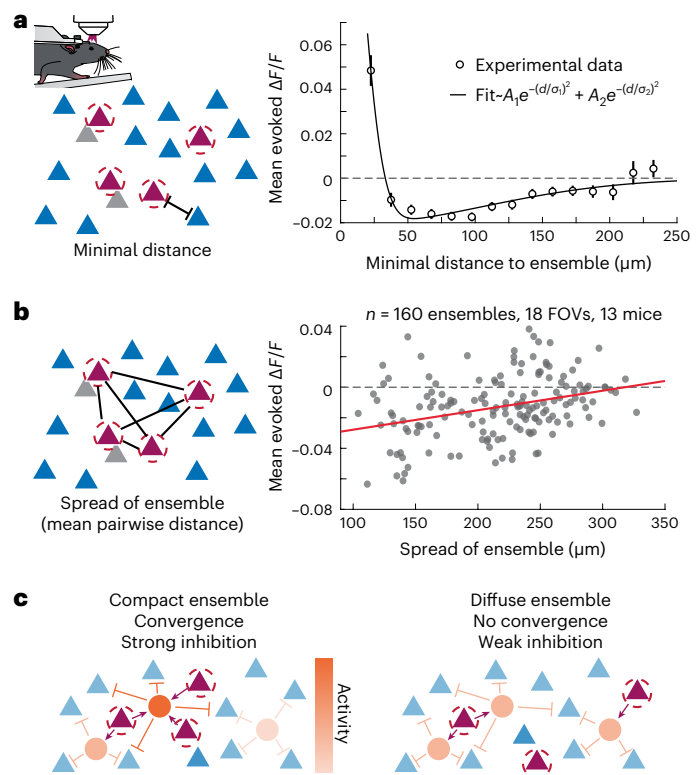 a
0.06
0.04
0.02
0
−0.02
Mean evoked ΔF/F
Experimental data
Fit~A₁e^−(d/σ₁)² + A₂e^−(d/σ₂)²
0 50 100 150 200 250
Minimal distance to ensemble (µm)
Minimal distance
b
n = 160 ensembles, 18 FOVs, 13 mice
0.04
0
−0.04
−0.08
Mean evoked ΔF/F
100 150 200 250 300 350
Spread of ensemble (µm)
Spread of ensemble
(mean pairwise distance)
c
Compact ensemble
Convergence
Strong inhibition
Activity
Diffuse ensemble
No convergence
Weak inhibition